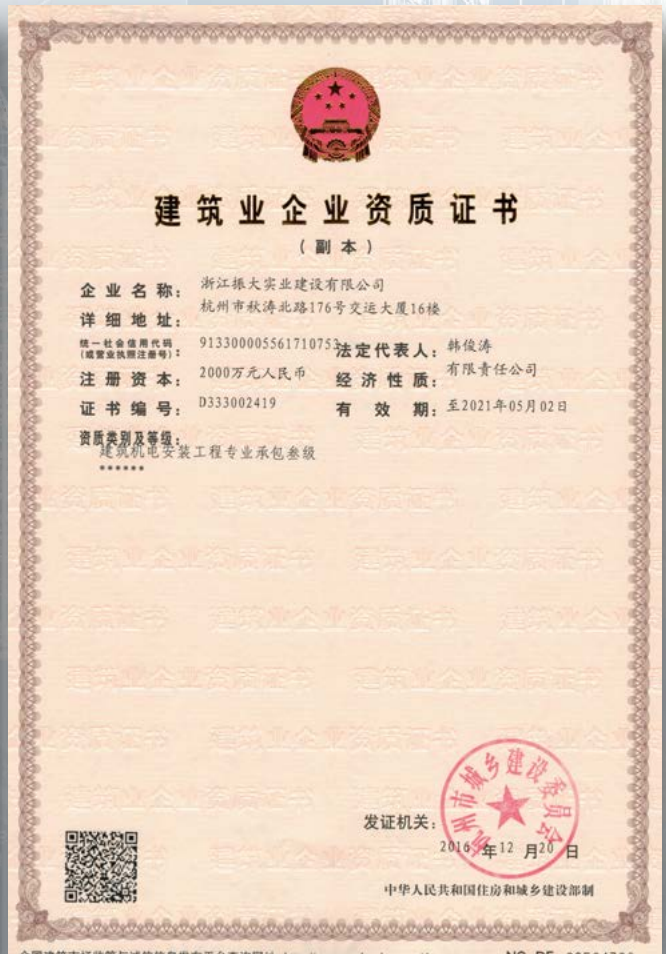 建筑业企业资质证书
（副本）
企业名称：浙江振大实业建设有限公司
详细地址：杭州市秋涛北路176号交运大厦16楼
统一社会信用代码（或营业执照注册号）：913300005561710753 法定代表人：韩俊涛
注册资本：2000万元人民币 经济性质：有限责任公司
证书编号：D333002419 有效期：至2021年05月02日
资质类别及等级：
建筑机电安装工程专业承包叁级
******
杭州市城乡建设委员会
发证机关：
2016年12月20日
中华人民共和国住房和城乡建设部制